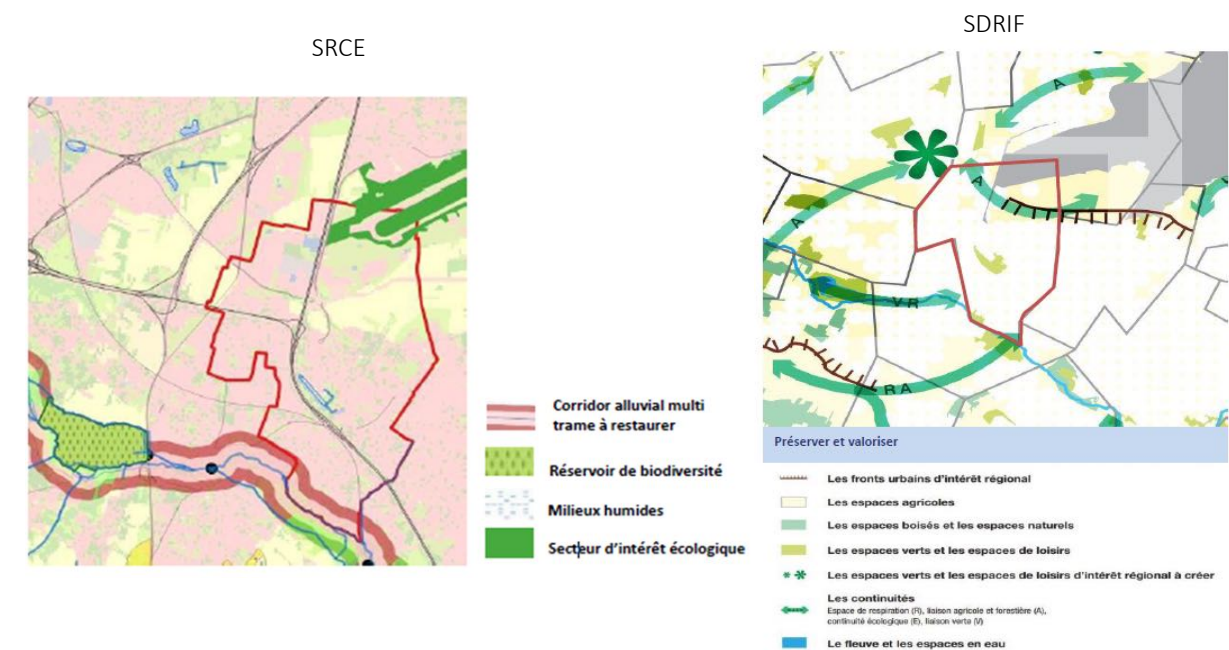 SRCE
SDRIF
A
A
A
VR
RA
Corridor alluvial multi
trame à restaurer
Réservoir de biodiversité
Milieux humides
Secteur d'intérêt écologique
Préserver et valoriser
Les fronts urbains d'intérêt régional
Les espaces agricoles
Les espaces boisés et les espaces naturels
Les espaces verts et les espaces de loisirs
Les espaces verts et les espaces de loisirs d'intérêt régional à créer
Les continuités
Espace de respiration (R), liaison agricole et forestière (A),
continuité écologique (E), liaison verte (V)
Le fleuve et les espaces en eau